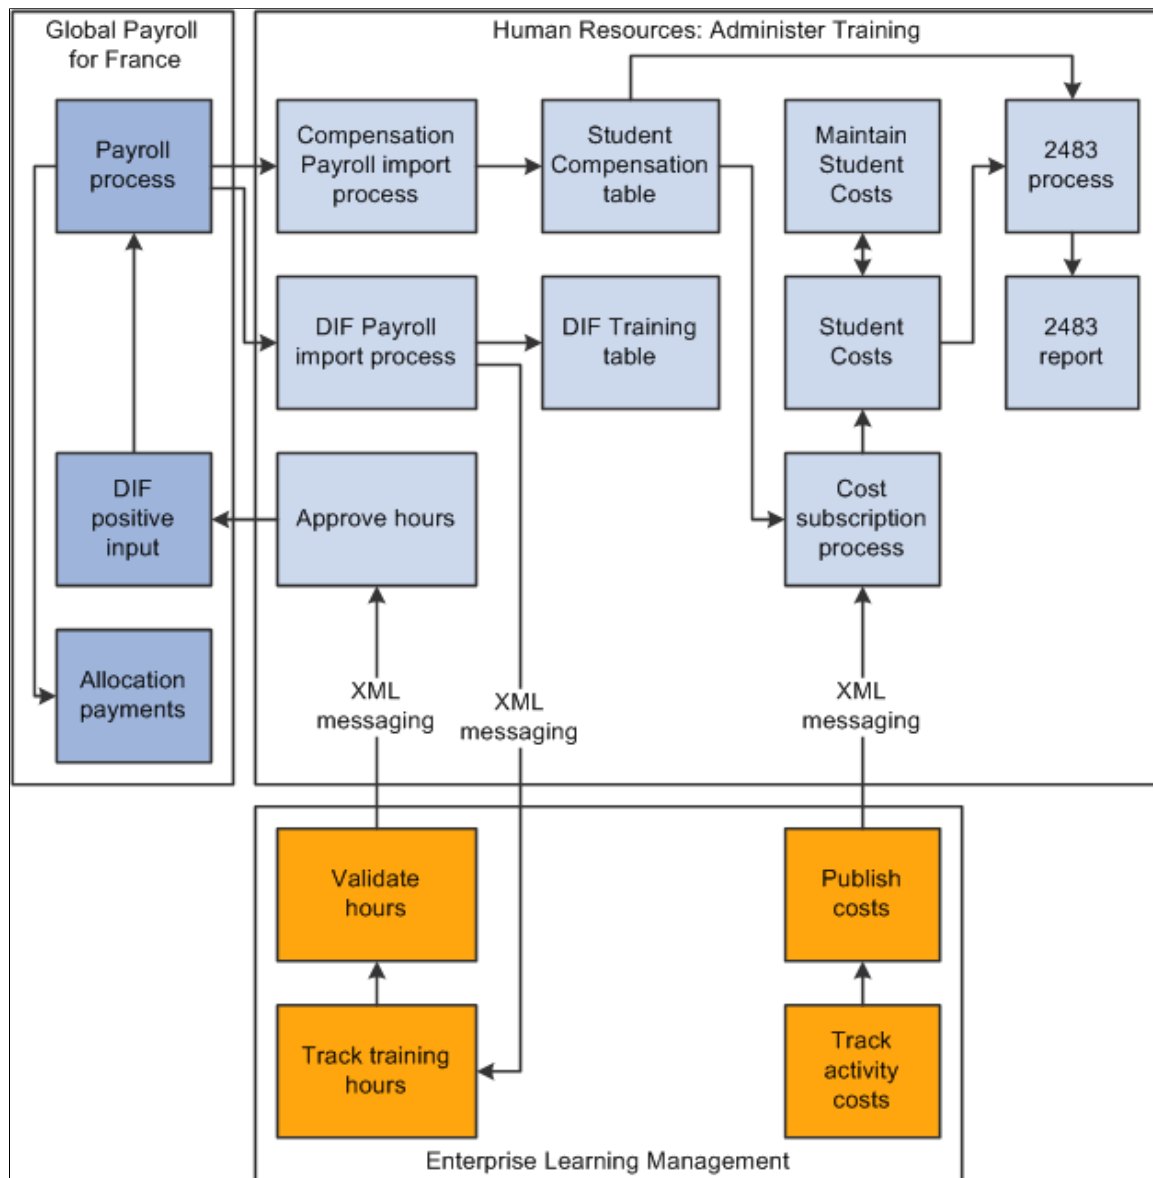 Global Payroll
for France
Human Resources: Administer Training
Payroll
process
Compensation
Payroll import
process
Student
Compensation
table
Maintain
Student
Costs
2483
process
DIF Payroll
import process
DIF Training
table
Student
Costs
2483
report
DIF
positive
input
Approve hours
Cost
subscription
process
Allocation
payments
XML
messaging
XML
messaging
XML
messaging
Validate
hours
Publish
costs
Track training
hours
Track
activity
costs
Enterprise Learning Management